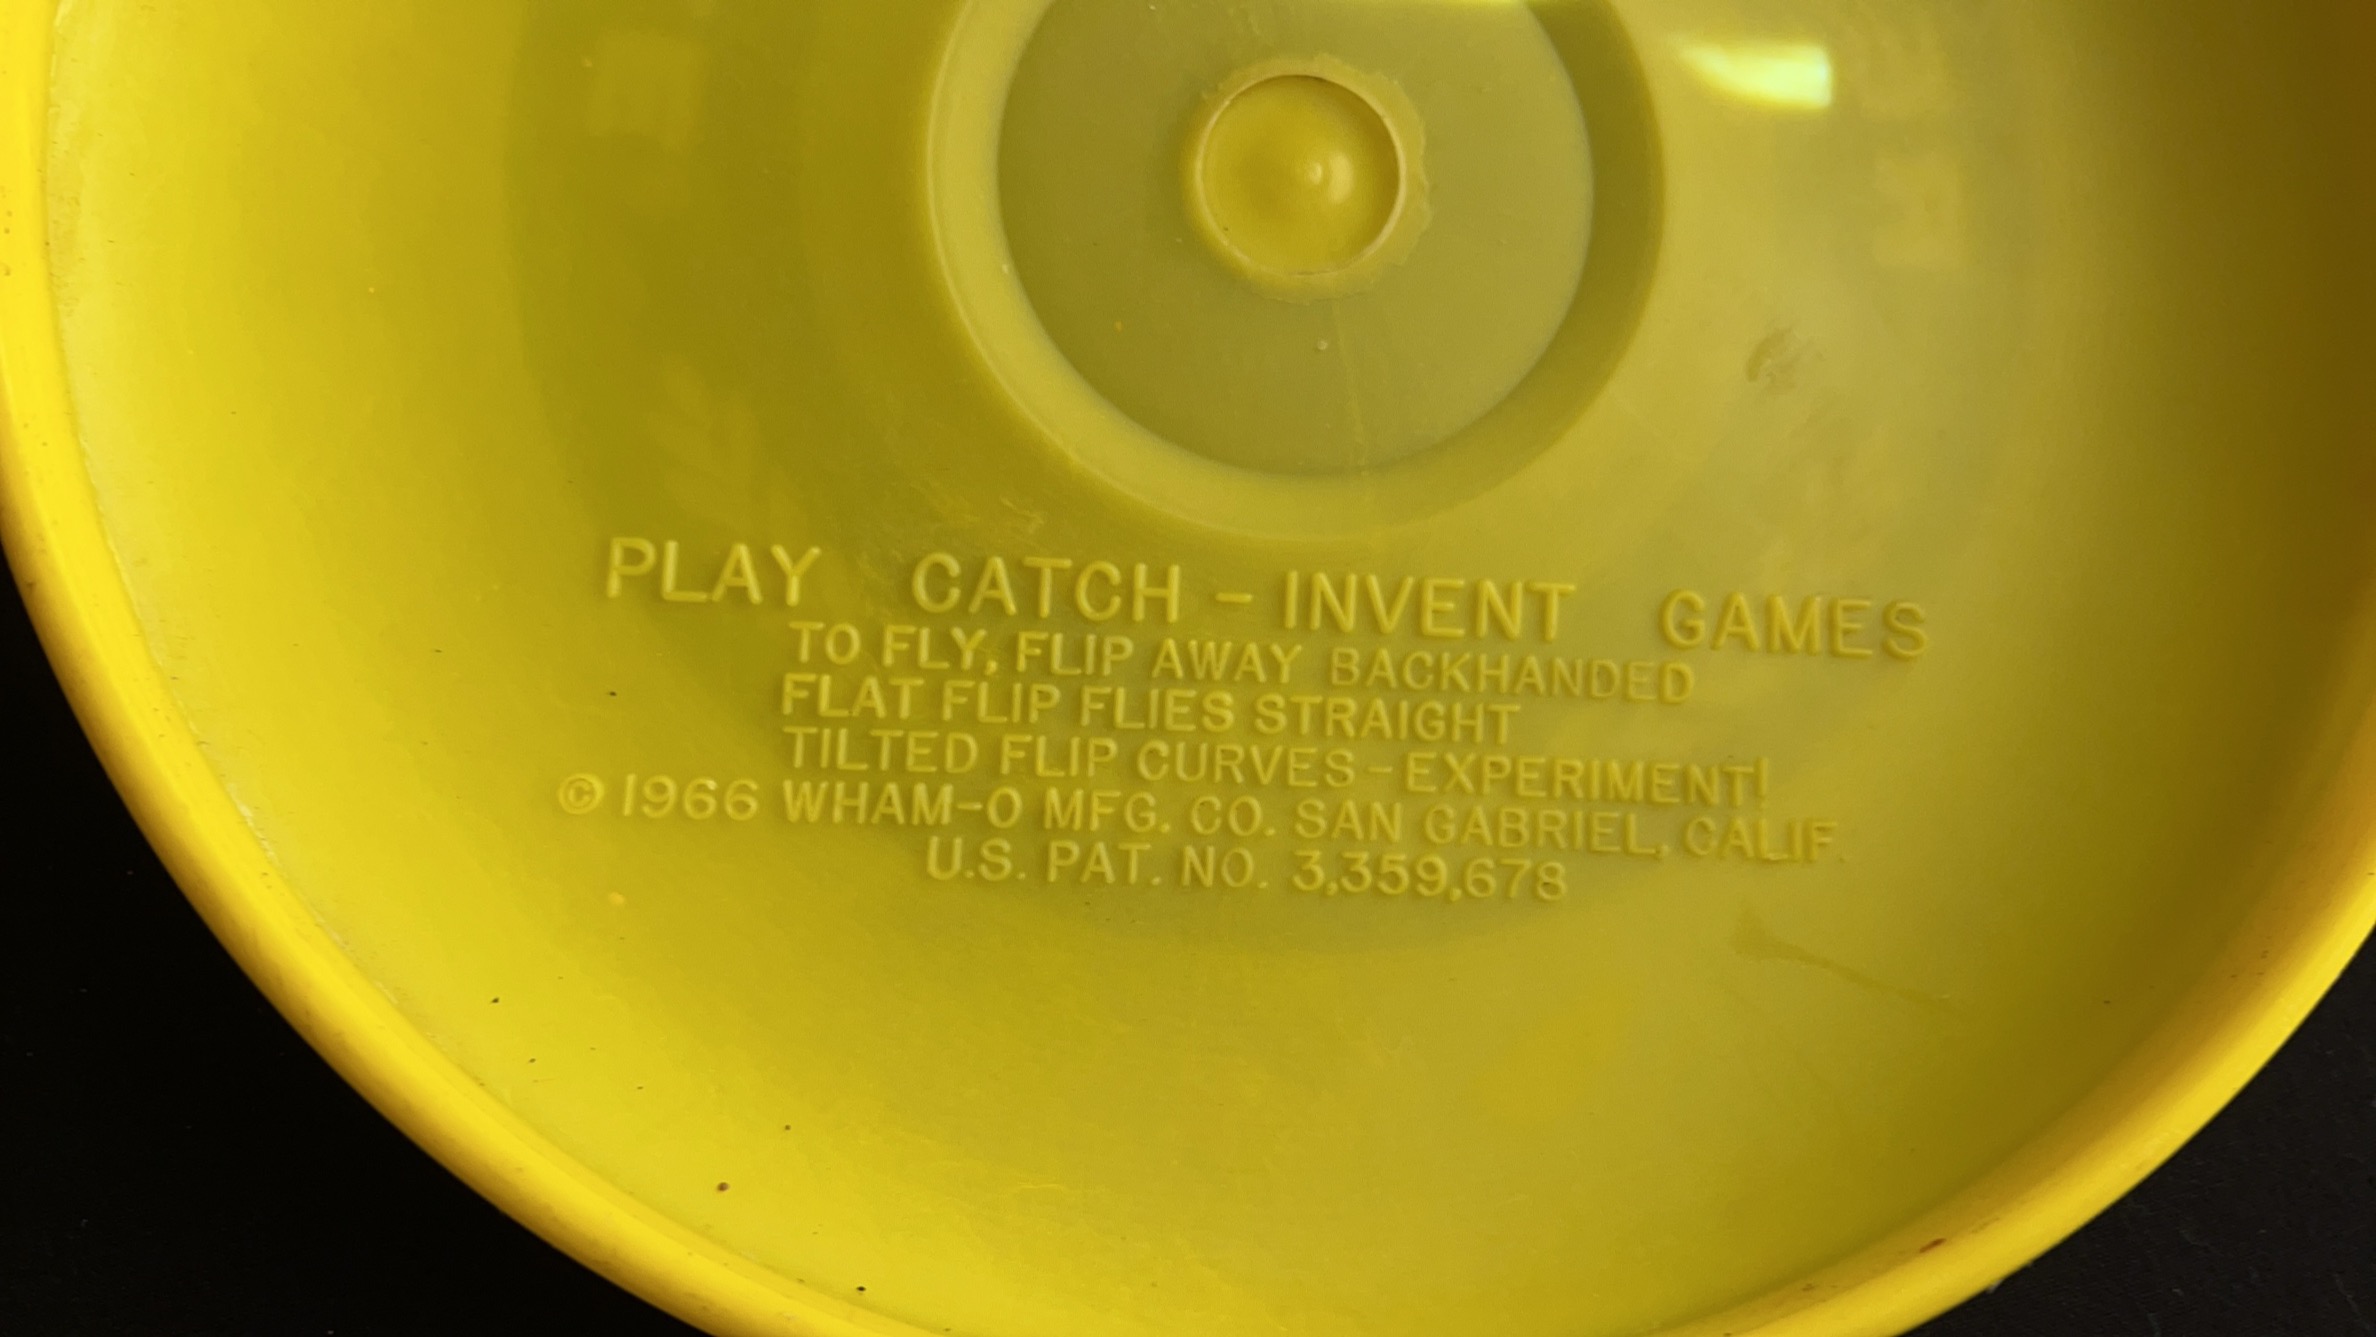 PLAY CATCH - INVENT GAMES
TO FLY, FLIP AWAY BACKHANDED
FLAT FLIP FLIES STRAIGHT
TILTED FLIP CURVES - EXPERIMENT!
© 1966 WHAM-O MFG. CO. SAN GABRIEL, CALIF.
U.S. PAT. NO. 3,359,678